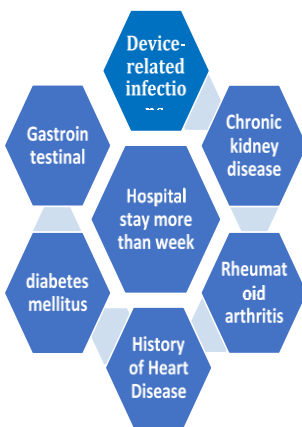 Device-
related
infectio
Gastroin
testinal
Chronic
kidney
disease
Hospital
stay more
than week
diabetes
mellitus
Rheumat
oid
arthritis
History
of Heart
Disease